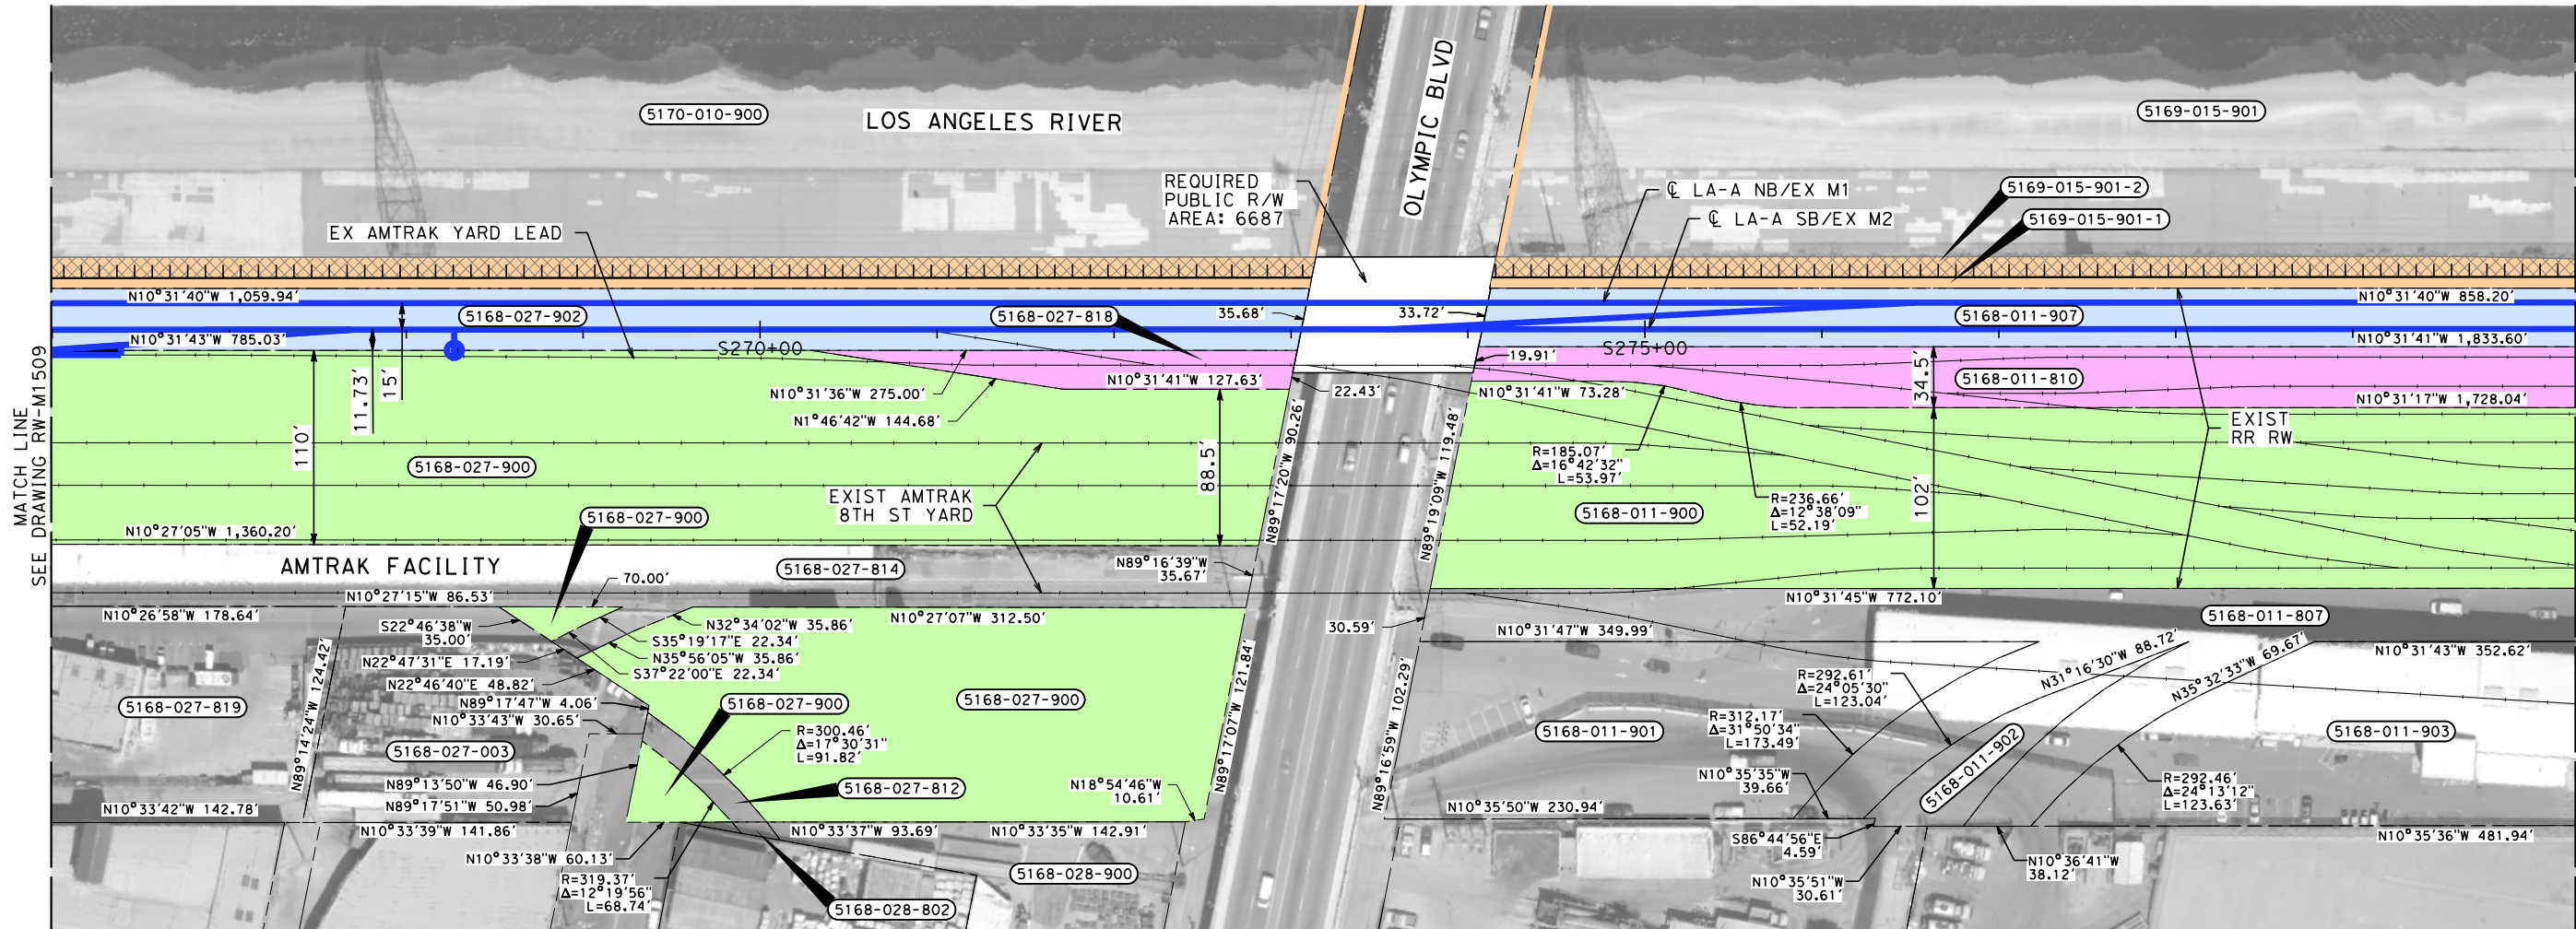 5170-010-900
LOS ANGELES RIVER
OLYMPIC BLVD
5169-015-901
REQUIRED
PUBLIC R/W
AREA: 6687
℄ LA-A NB/EX M1
℄ LA-A SB/EX M2
5169-015-901-2
5169-015-901-1
EX AMTRAK YARD LEAD
N10°31'40"W 1,059.94'
5168-027-902
5168-027-818
35.68'
33.72'
N10°31'40"W 858.20'
5168-011-907
N10°31'43"W 785.03'
S270+00
S275+00
N10°31'41"W 1,833.60'
MATCH LINE
SEE DRAWING RW-M1509
110'
11.73'
15'
N10°31'36"W 275.00'
N10°31'41"W 127.63'
N1°46'42"W 144.68'
19.91'
22.43'
N10°31'41"W 73.28'
34.5'
5168-011-810
N10°31'17"W 1,728.04'
EXIST
RR RW
5168-027-900
88.5'
N89°17'20"W 90.26'
N89°19'09"W 119.48'
R=185.07'
Δ=16°42'32"
L=53.97'
R=236.66'
Δ=12°38'09"
L=52.19'
102'
5168-011-900
EXIST AMTRAK
8TH ST YARD
5168-027-900
N10°27'05"W 1,360.20'
AMTRAK FACILITY
5168-027-814
N89°16'39"W
35.67'
70.00'
N10°27'15"W 86.53'
N10°26'58"W 178.64'
N10°31'45"W 772.10'
5168-011-807
S22°46'38"W
35.00'
N32°34'02"W 35.86'
N10°27'07"W 312.50'
S35°19'17"E 22.34'
N35°56'05"W 35.86'
S37°22'00"E 22.34'
N22°47'31"E 17.19'
N22°46'40"E 48.82'
30.59'
N10°31'47"W 349.99'
N10°31'43"W 352.62'
N31°16'30"W 88.72'
N35°32'33"W 69.67'
N89°14'24"W 124.42'
5168-027-819
N89°17'47"W 4.06'
N10°33'43"W 30.65'
5168-027-900
5168-027-900
5168-027-003
R=300.46'
Δ=17°30'31"
L=91.82'
N89°17'07"W 121.84'
N89°16'59"W 102.29'
5168-011-901
R=292.61'
Δ=24°05'30"
L=123.04'
R=312.17'
Δ=31°50'34"
L=173.49'
5168-011-902
5168-011-903
N89°13'50"W 46.90'
N89°17'51"W 50.98'
5168-027-812
N18°54'46"W
10.61'
N10°35'35"W
39.66'
R=292.46'
Δ=24°13'12"
L=123.63'
N10°33'42"W 142.78'
N10°35'50"W 230.94'
N10°33'39"W 141.86'
N10°33'37"W 93.69'
N10°33'35"W 142.91'
S86°44'56"E
4.59'
N10°35'36"W 481.94'
N10°33'38"W 60.13'
R=319.37'
Δ=12°19'56"
L=68.74'
5168-028-900
5168-028-802
N10°35'51"W
30.61'
N10°36'41"W
38.12'